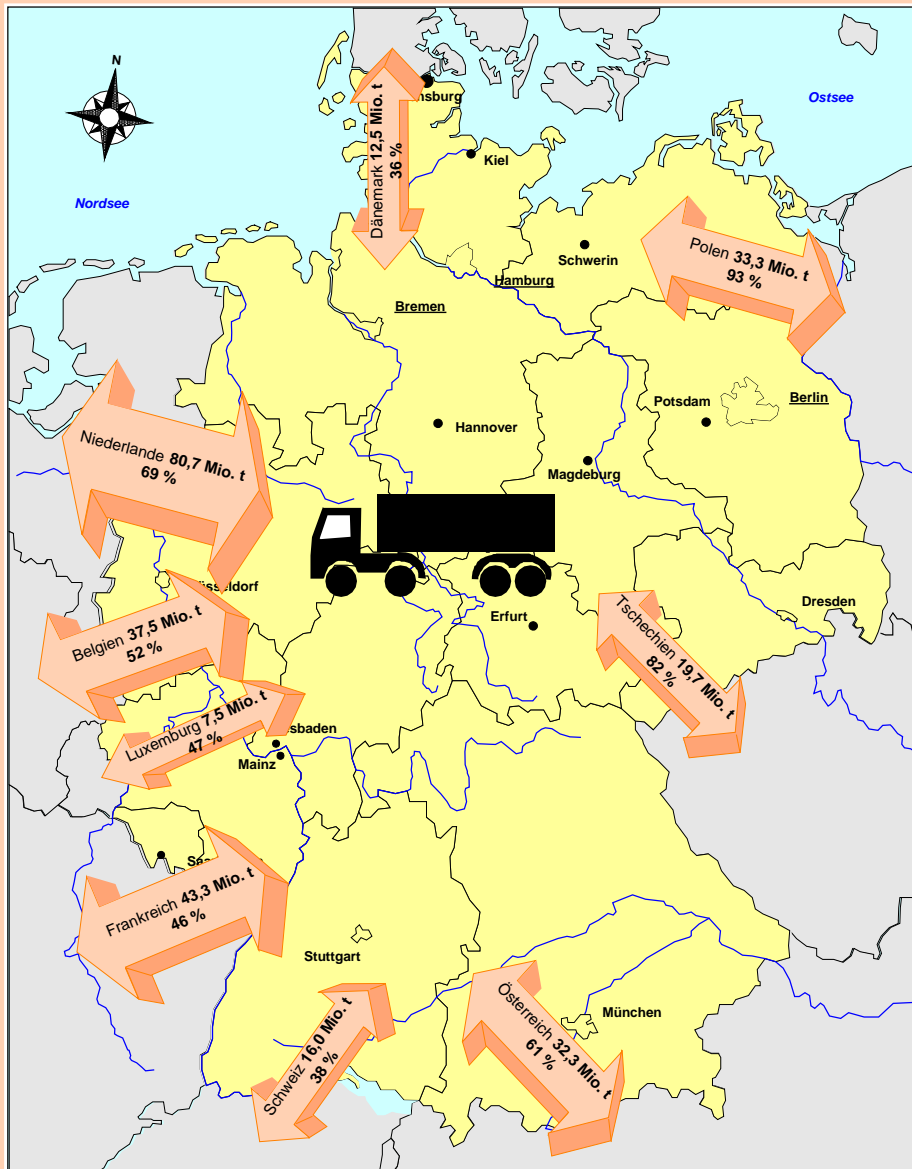 N
Ostsee
Nordsee
Dänemark 12,5 Mio. t
36 %
Kiel
Schwerin
Polen 33,3 Mio. t
93 %
Hamburg
Bremen
Potsdam
Berlin
Hannover
Niederlande 80,7 Mio. t
69 %
Magdeburg
Erfurt
Dresden
Belgien 37,5 Mio. t
52 %
Tschechien 19,7 Mio. t
82 %
Luxemburg 7,5 Mio. t
47 %
Mainz
Frankreich 43,3 Mio. t
46 %
Stuttgart
München
Schweiz 16,0 Mio. t
38 %
Österreich 32,3 Mio. t
61 %